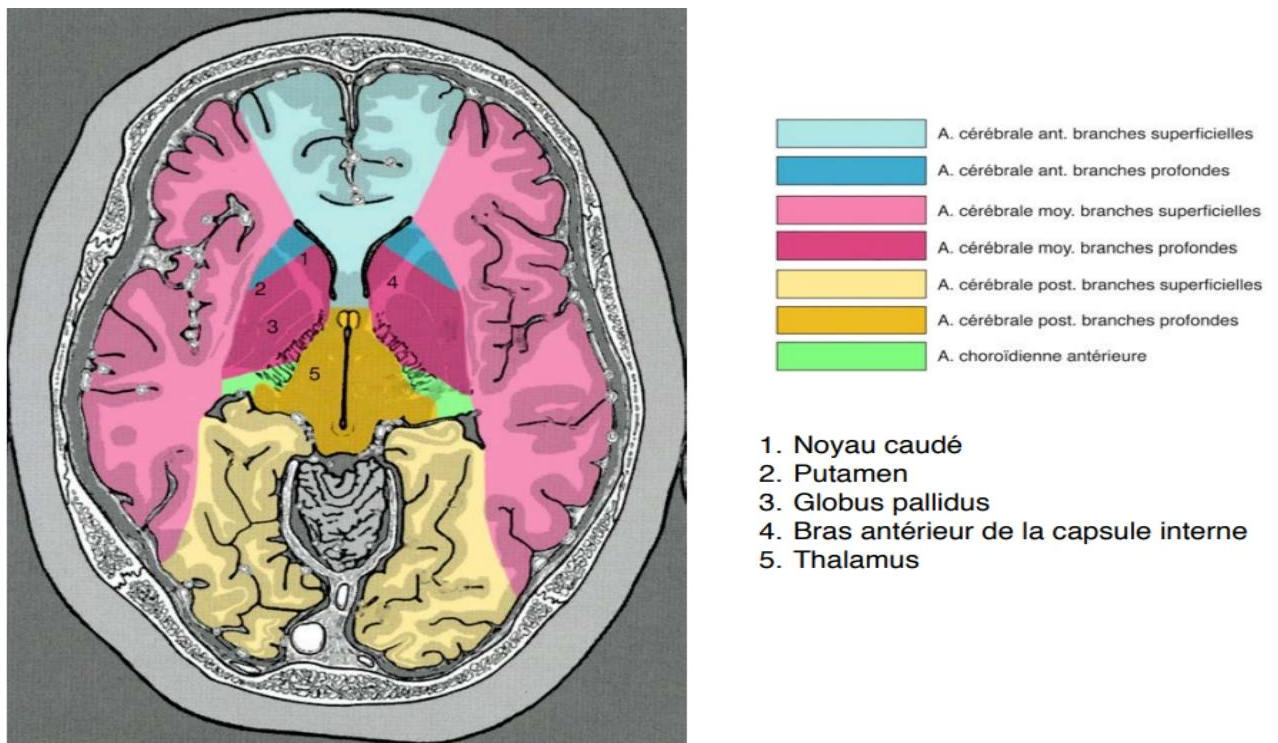 1
2
3
4
5
A. cérébrale ant. branches superficielles
A. cérébrale ant. branches profondes
A. cérébrale moy. branches superficielles
A. cérébrale moy. branches profondes
A. cérébrale post. branches superficielles
A. cérébrale post. branches profondes
A. choroïdienne antérieure
1. Noyau caudé
2. Putamen
3. Globus pallidus
4. Bras antérieur de la capsule interne
5. Thalamus